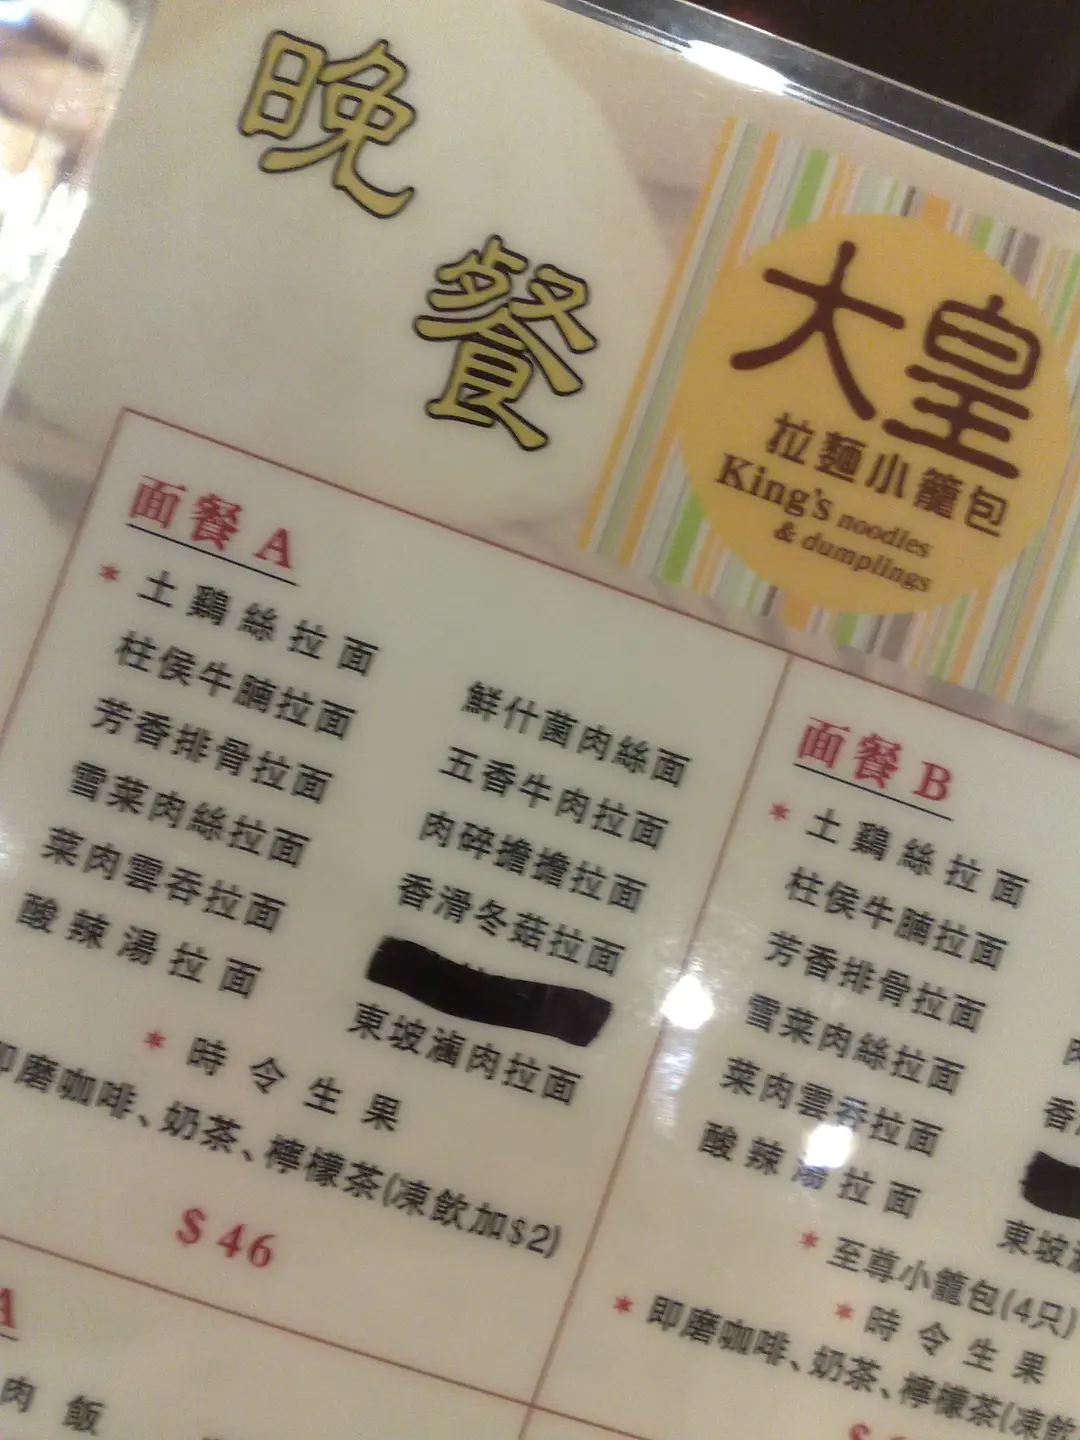 晚
餐
大皇
拉麵小籠包
King's noodles
& dumplings
面餐 A
* 土鷄絲拉面
柱侯牛腩拉面
芳香排骨拉面
雪菜肉絲拉面
菜肉雲吞拉面
酸辣湯拉面
鮮什菌肉絲面
五香牛肉拉面
肉碎擔擔拉面
香滑冬菇拉面
東坡滷肉拉面
* 時令生果
即磨咖啡、奶茶、檸檬茶(凍飲加$2)
$46
面餐 B
* 土鷄絲拉面
柱侯牛腩拉面
芳香排骨拉面
雪菜肉絲拉面
菜肉雲吞拉面
酸辣湯拉面
香
東坡
* 至尊小籠包(4只)
* 時令生果
* 即磨咖啡、奶茶、檸檬茶(凍飲
A
肉飯